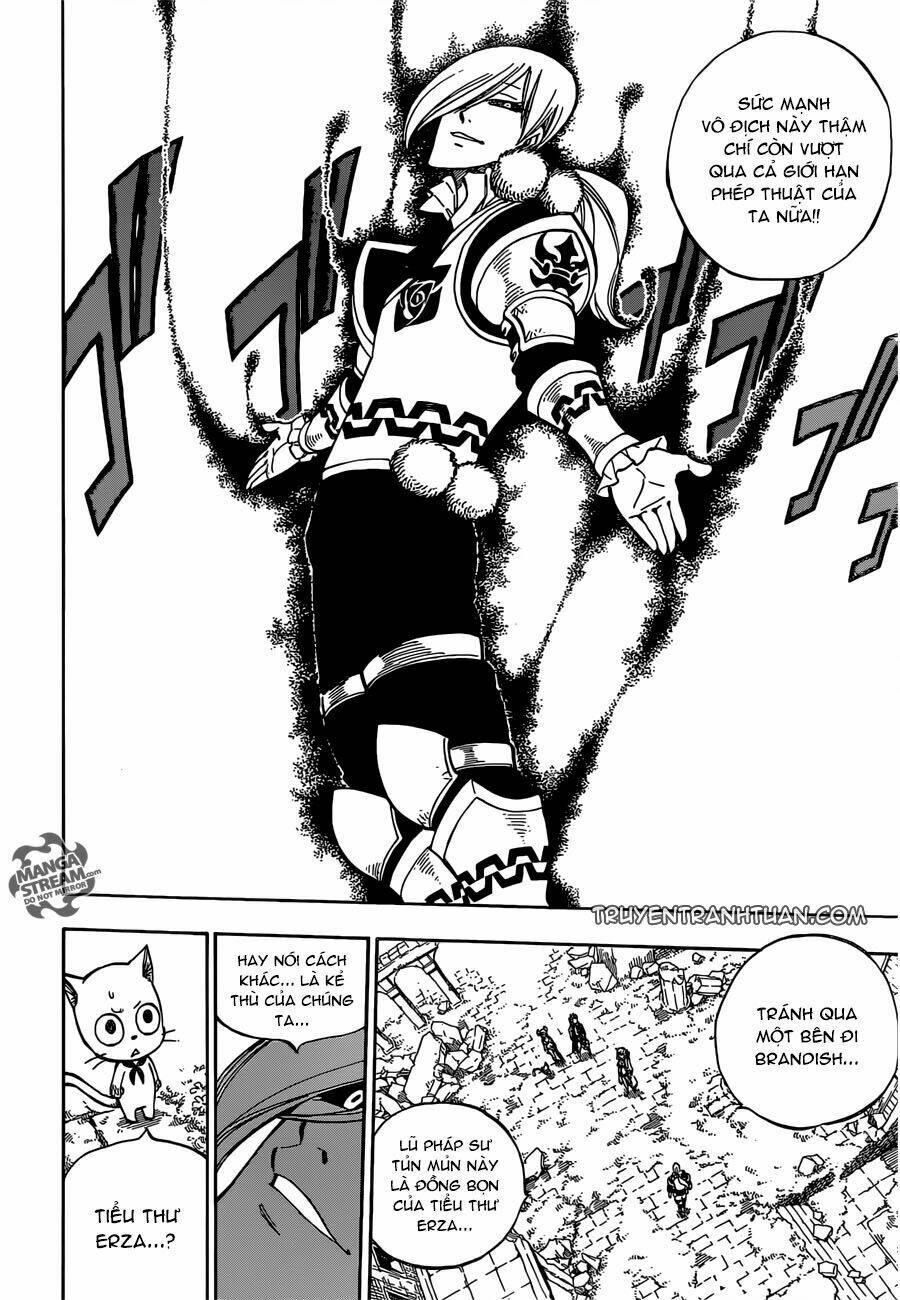 SỨC MẠNH
VÔ ĐỊCH NÀY THẬM
CHÍ CÒN VƯỢT
QUA CẢ GIỚI HẠN
PHÉP THUẬT CỦA
TA NỮA!!
MANGA
STREAM.com
DO NOT MIRROR
TRUYENTRANHTUAN.COM
TRÁNH QUA
MỘT BÊN ĐI
BRANDISH...
LŨ PHÁP SƯ
TỦN MỦN NÀY
LÀ ĐỒNG BỌN
CỦA TIỂU THƯ
ERZA...
HAY NÓI CÁCH
KHÁC... LÀ KẺ
THÙ CỦA CHÚNG
TA...
TIỂU THƯ
ERZA...?